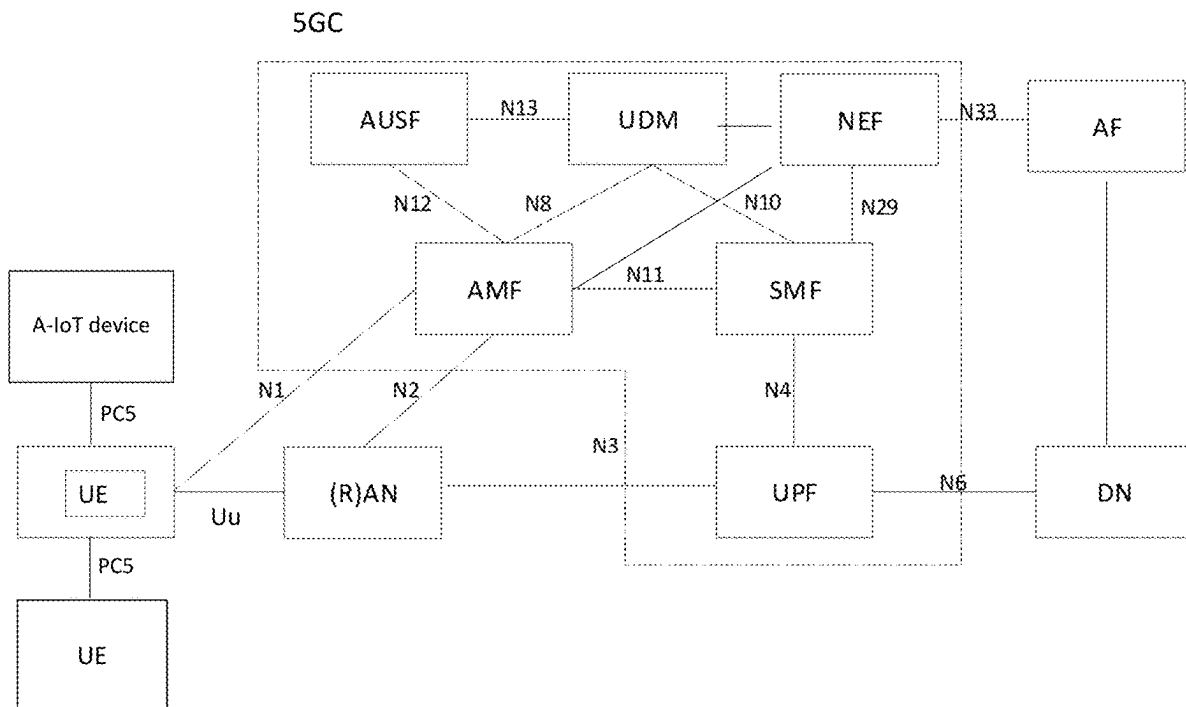 5GC
AUSF
N13
UDM
NEF
N33
AF
N12
N8
N10
N29
A-IoT device
AMF
N11
SMF
N1
N2
N4
PC5
N3
UE
Uu
(R)AN
UPF
N6
DN
PC5
UE